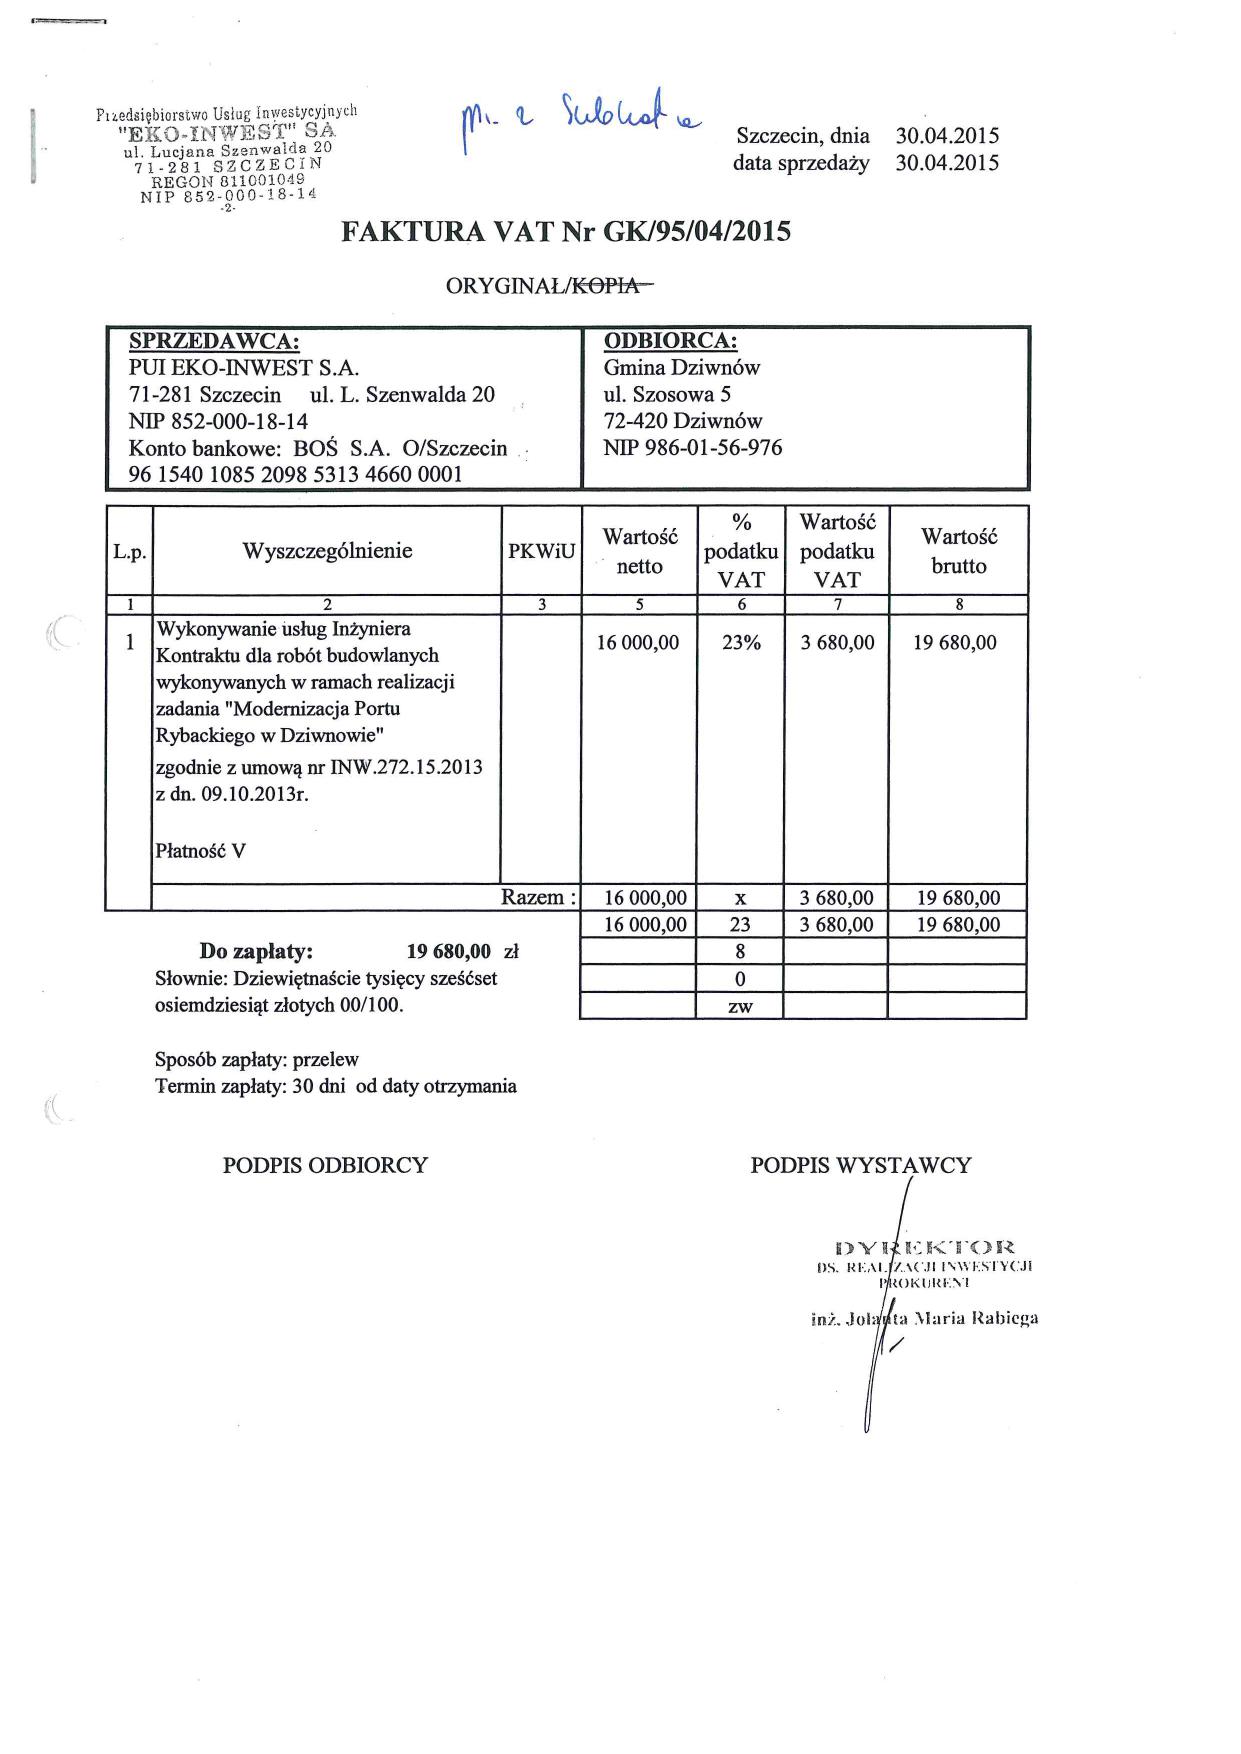 Przedsiębiorstwo Usług Inwestycyjnych
"EKO-INWEST" SA
ul. Lucjana Szenwalda 20
71-281 SZCZECIN
REGON 811001049
NIP 852-000-18-14
-2-
Szczecin, dnia 30.04.2015
data sprzedaży 30.04.2015
FAKTURA VAT Nr GK/95/04/2015
ORYGINAŁ/KOPIA
SPRZEDAWCA:
PUI EKO-INWEST S.A.
71-281 Szczecin ul. L. Szenwalda 20
NIP 852-000-18-14
Konto bankowe: BOŚ S.A. O/Szczecin
96 1540 1085 2098 5313 4660 0001
ODBIORCA:
Gmina Dziwnów
ul. Szosowa 5
72-420 Dziwnów
NIP 986-01-56-976
L.p. Wyszczególnienie PKWiU Wartość netto % podatku VAT Wartość podatku VAT Wartość brutto
1 2 3 5 6 7 8
1 Wykonywanie usług Inżyniera 16 000,00 23% 3 680,00 19 680,00
Kontraktu dla robót budowlanych
wykonywanych w ramach realizacji
zadania "Modernizacja Portu
Rybackiego w Dziwnowie"
zgodnie z umową nr INW.272.15.2013
z dn. 09.10.2013r.
Płatność V
Razem : 16 000,00 x 3 680,00 19 680,00
16 000,00 23 3 680,00 19 680,00
Do zapłaty: 19 680,00 zł 8
Słownie: Dziewiętnaście tysięcy sześćset 0
osiemdziesiąt złotych 00/100. zw
Sposób zapłaty: przelew
Termin zapłaty: 30 dni od daty otrzymania
PODPIS ODBIORCY PODPIS WYSTAWCY
DYREKTOR
DS. REALIZACJI INWESTYCJI
PROKURENT
inż. Jolanta Maria Rabiega